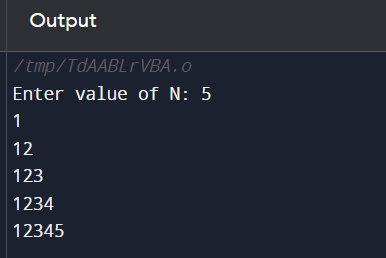 Output
/tmp/TdAABLrVBA.o
Enter value of N: 5
1
12
123
1234
12345